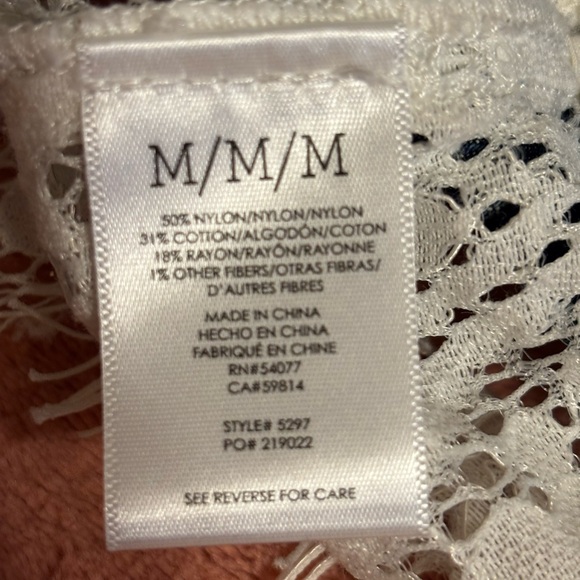 M/M/M
50% NYLON/NYLON/NYLON
31% COTTON/ALGODÓN/COTON
18% RAYON/RAYÓN/RAYONNE
1% OTHER FIBERS/OTRAS FIBRAS/
D'AUTRES FIBRES
MADE IN CHINA
HECHO EN CHINA
FABRIQUÉ EN CHINE
RN#54077
CA#59814
STYLE# 5297
PO# 219022
SEE REVERSE FOR CARE